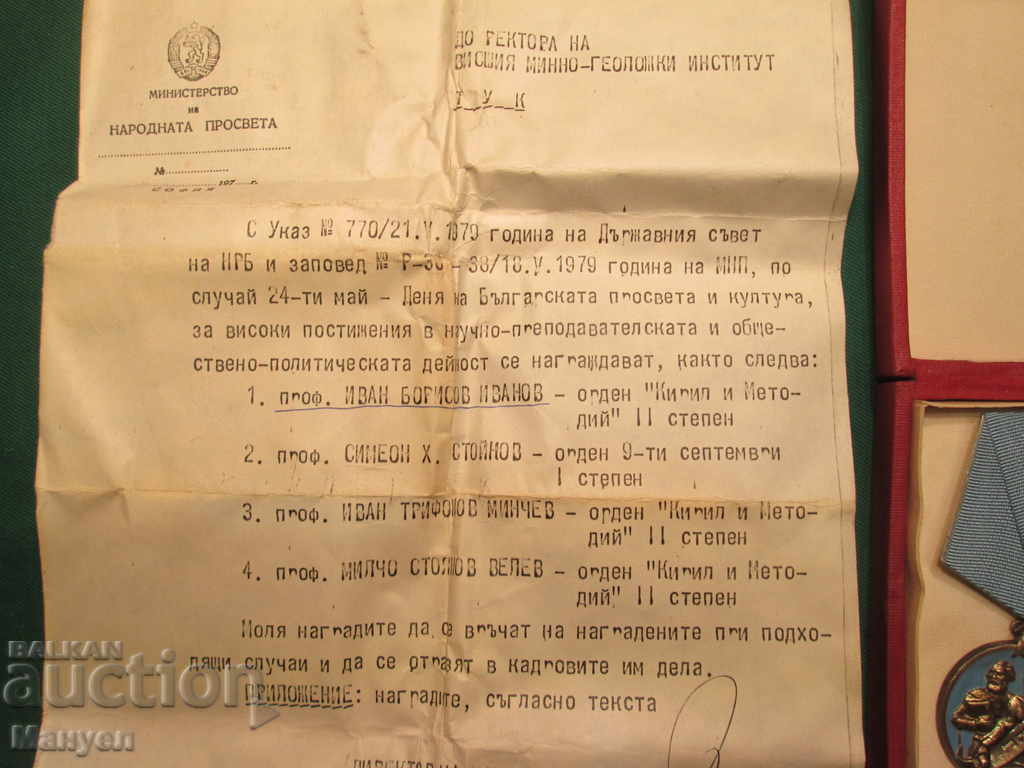 МИНИСТЕРСТВО
на
НАРОДНАТА ПРОСВЕТА
№
София 197 г.
ДО РЕКТОРА НА
ВИСШИЯ МИННО-ГЕОЛОЖКИ ИНСТИТУТ
Т У К
С Указ № 770/21.V.1979 година на Държавния съвет
на НРБ и заповед № Р-38/18.V.1979 година на МНП, по
случай 24-ти май - Деня на Българската просвета и култура,
за високи постижения в научно-преподавателската и обще-
ствено-политическата дейност се награждават, както следва:
1. проф. ИВАН БОРИСОВ ИВАНОВ - орден "Кирил и Мето-
дий" II степен
2. проф. СИМЕОН Х. СТОЙНОВ - орден 9-ти септември
I степен
3. проф. ИВАН ТРИФОНОВ МИНЧЕВ - орден "Кирил и Мето-
дий" II степен
4. проф. МИЛЧО СТОЯНОВ ВЕЛЕВ - орден "Кирил и Мето-
дий" II степен
Моля наградите да се връчат на наградените при подхо-
дящи случаи и да се отразят в кадровите им дела.
ПРИЛОЖЕНИЕ: наградите, съгласно текста
BALKAN
auction
Manyen